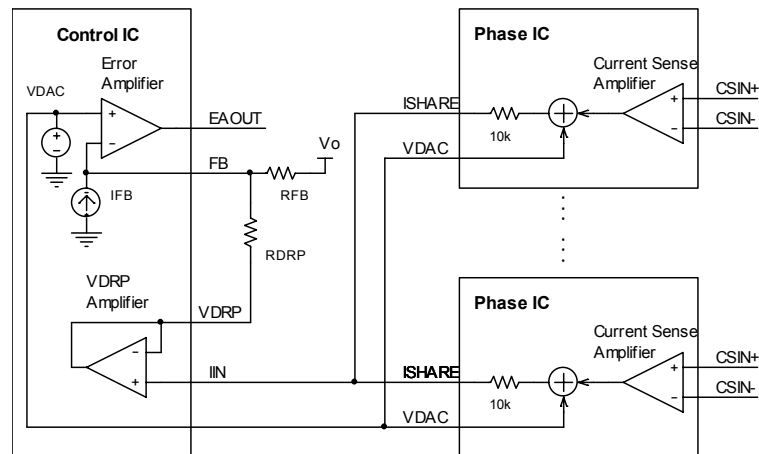 Control IC
Error
Amplifier
VDAC
+
-
EAOUT
+
-
FB
Vo
RFB
IFB
RDRP
VDRP
Amplifier
VDRP
-
+
IIN
Phase IC
Current Sense
Amplifier
ISHARE
10k
+
-
CSIN+
CSIN-
VDAC
Phase IC
Current Sense
Amplifier
ISHARE
10k
+
-
CSIN+
CSIN-
VDAC